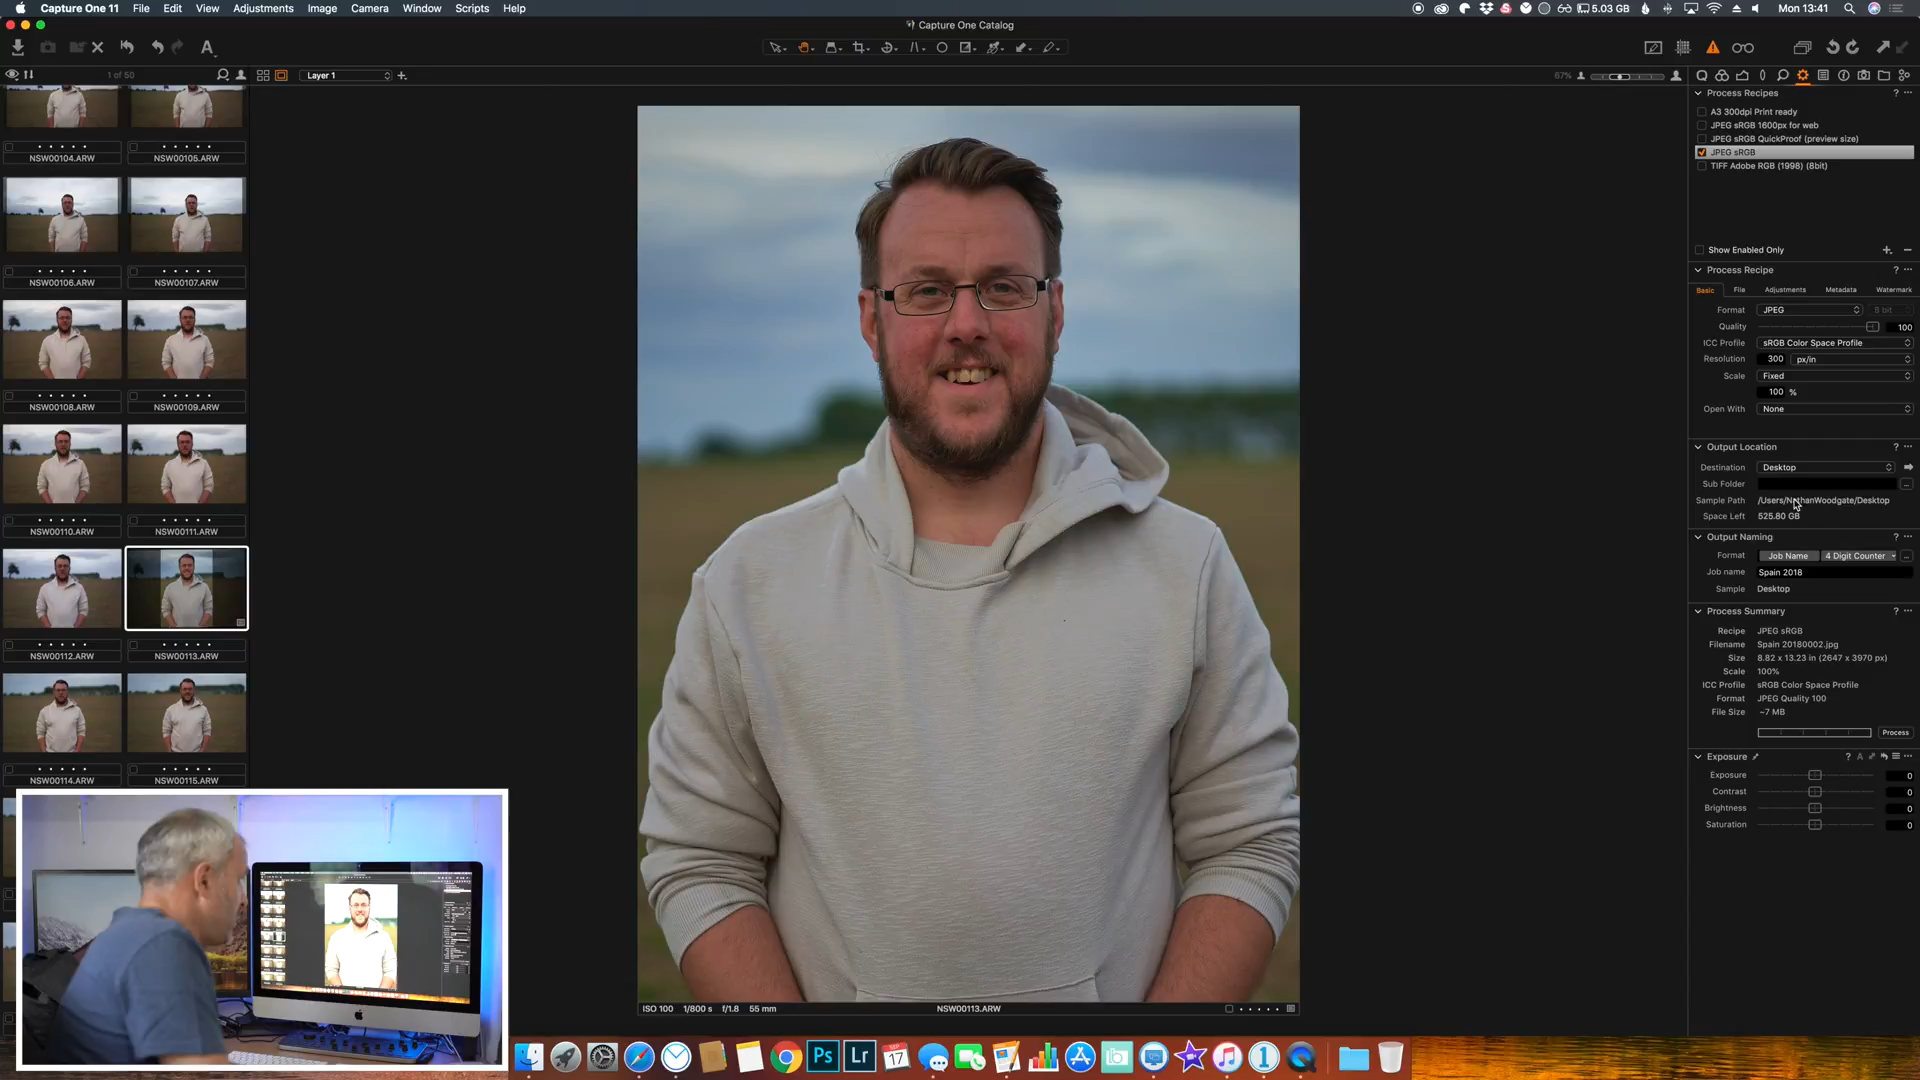 Capture One 11 File Edit View Adjustments Image Camera Window Scripts Help 5.03 GB Mon 13:41
Capture One Catalog
1 of 50 Layer 1 67%
NSW00104.ARW NSW00105.ARW
NSW00106.ARW NSW00107.ARW
NSW00108.ARW NSW00109.ARW
NSW00110.ARW NSW00111.ARW
NSW00112.ARW NSW00113.ARW
NSW00114.ARW NSW00115.ARW
ISO 100 1/800 s f/1.8 55 mm NSW00113.ARW
Process Recipes ? ...
A3 300dpi Print ready
JPEG sRGB 1600px for web
JPEG sRGB QuickProof (preview size)
JPEG sRGB
TIFF Adobe RGB (1998) (8bit)
Show Enabled Only + −
Process Recipe ? ...
Basic File Adjustments Metadata Watermark
Format JPEG 8 bit
Quality 100
ICC Profile sRGB Color Space Profile
Resolution 300 px/in
Scale Fixed
100 %
Open With None
Output Location ? ...
Destination Desktop
Sub Folder ...
Sample Path /Users/NathanWoodgate/Desktop
Space Left 525.80 GB
Output Naming ? ...
Format Job Name 4 Digit Counter ...
Job name Spain 2018
Sample Desktop
Process Summary ? ...
Recipe JPEG sRGB
Filename Spain 20180002.jpg
Size 8.82 x 13.23 in (2647 x 3970 px)
Scale 100%
ICC Profile sRGB Color Space Profile
Format JPEG Quality 100
File Size ~7 MB
Process
Exposure ? A ...
Exposure 0
Contrast 0
Brightness 0
Saturation 0
Ps Lr SEP 17 1